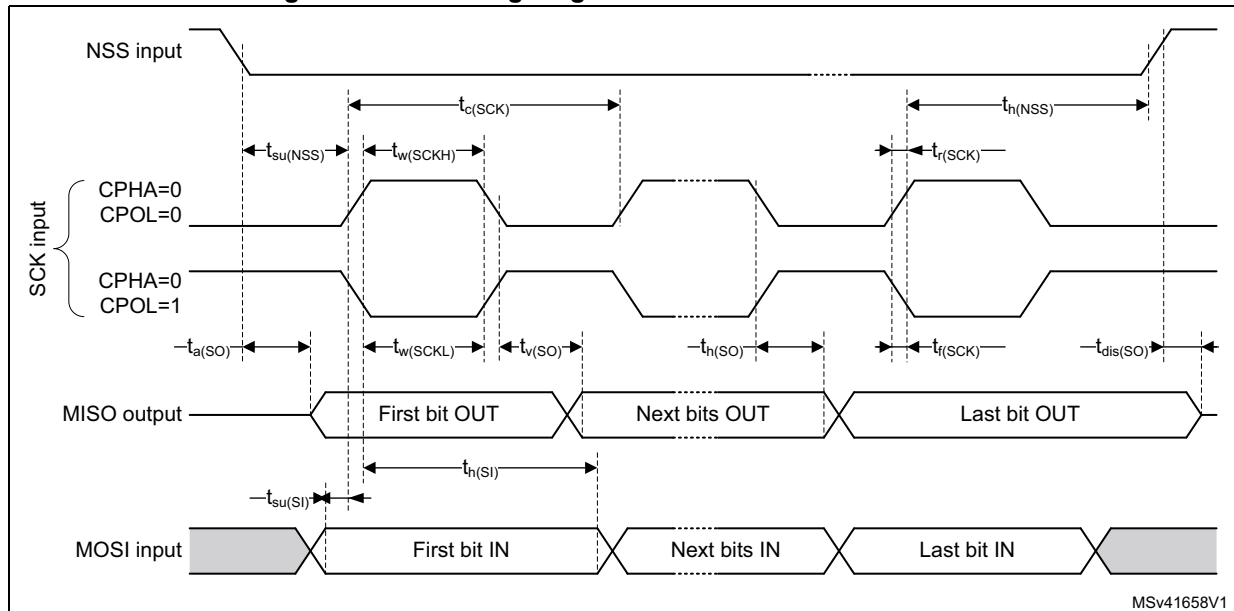 NSS input
tc(SCK)
th(NSS)
tsu(NSS)
tw(SCKH)
tr(SCK)
SCK input
CPHA=0
CPOL=0
CPHA=0
CPOL=1
ta(SO)
tw(SCKL)
tv(SO)
th(SO)
tf(SCK)
tdis(SO)
MISO output
First bit OUT
Next bits OUT
Last bit OUT
th(SI)
tsu(SI)
MOSI input
First bit IN
Next bits IN
Last bit IN
MSv41658V1